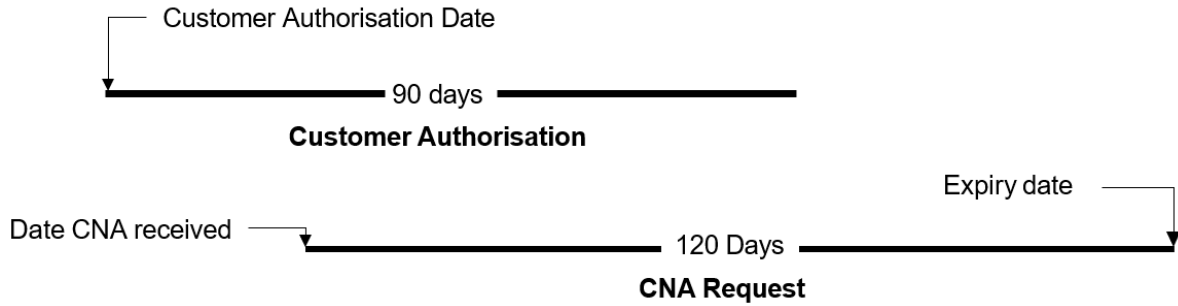 Customer Authorisation Date
90 days
Customer Authorisation
Expiry date
Date CNA received
120 Days
CNA Request